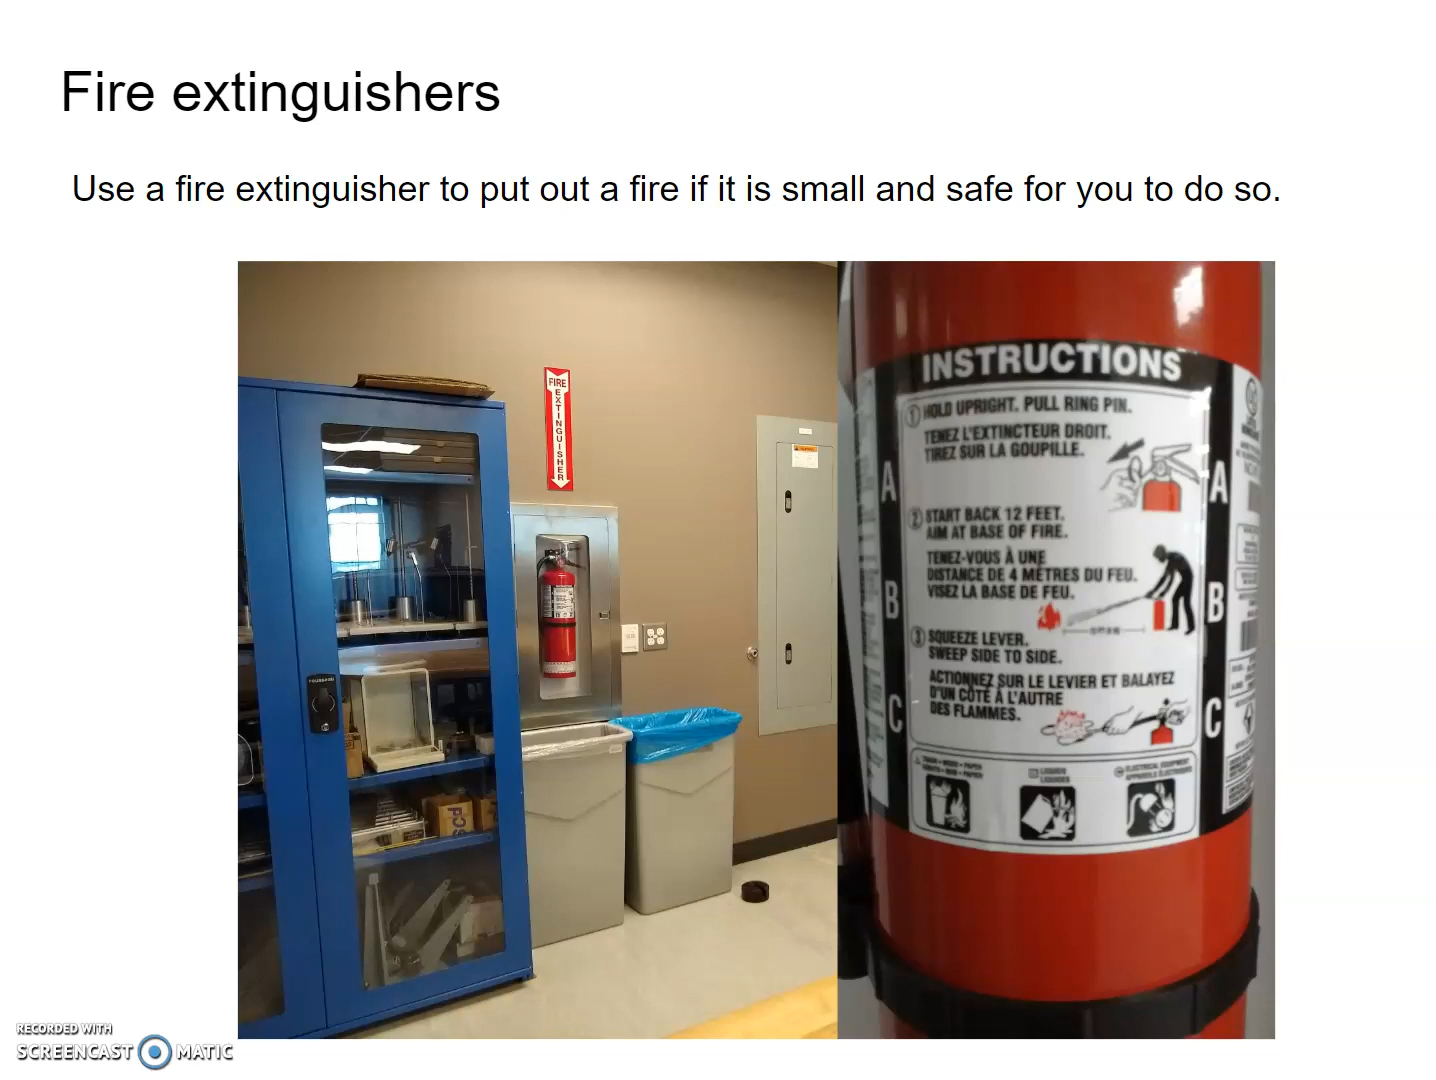 Fire extinguishers
Use a fire extinguisher to put out a fire if it is small and safe for you to do so.
FIRE
EXTINGUISHER
INSTRUCTIONS
1 HOLD UPRIGHT. PULL RING PIN.
TENEZ L'EXTINCTEUR DROIT.
TIREZ SUR LA GOUPILLE.
2 START BACK 12 FEET.
AIM AT BASE OF FIRE.
TENEZ-VOUS À UNE
DISTANCE DE 4 MÈTRES DU FEU.
VISEZ LA BASE DE FEU.
3 SQUEEZE LEVER.
SWEEP SIDE TO SIDE.
ACTIONNEZ SUR LE LEVIER ET BALAYEZ
D'UN CÔTÉ À L'AUTRE
DES FLAMMES.
A
B
C
A
B
C
TRASH • WOOD • PAPER
LIQUIDS
LIQUIDES
ELECTRICAL EQUIPMENT
APPAREILS ÉLECTRIQUES
RECORDED WITH
SCREENCAST MATIC